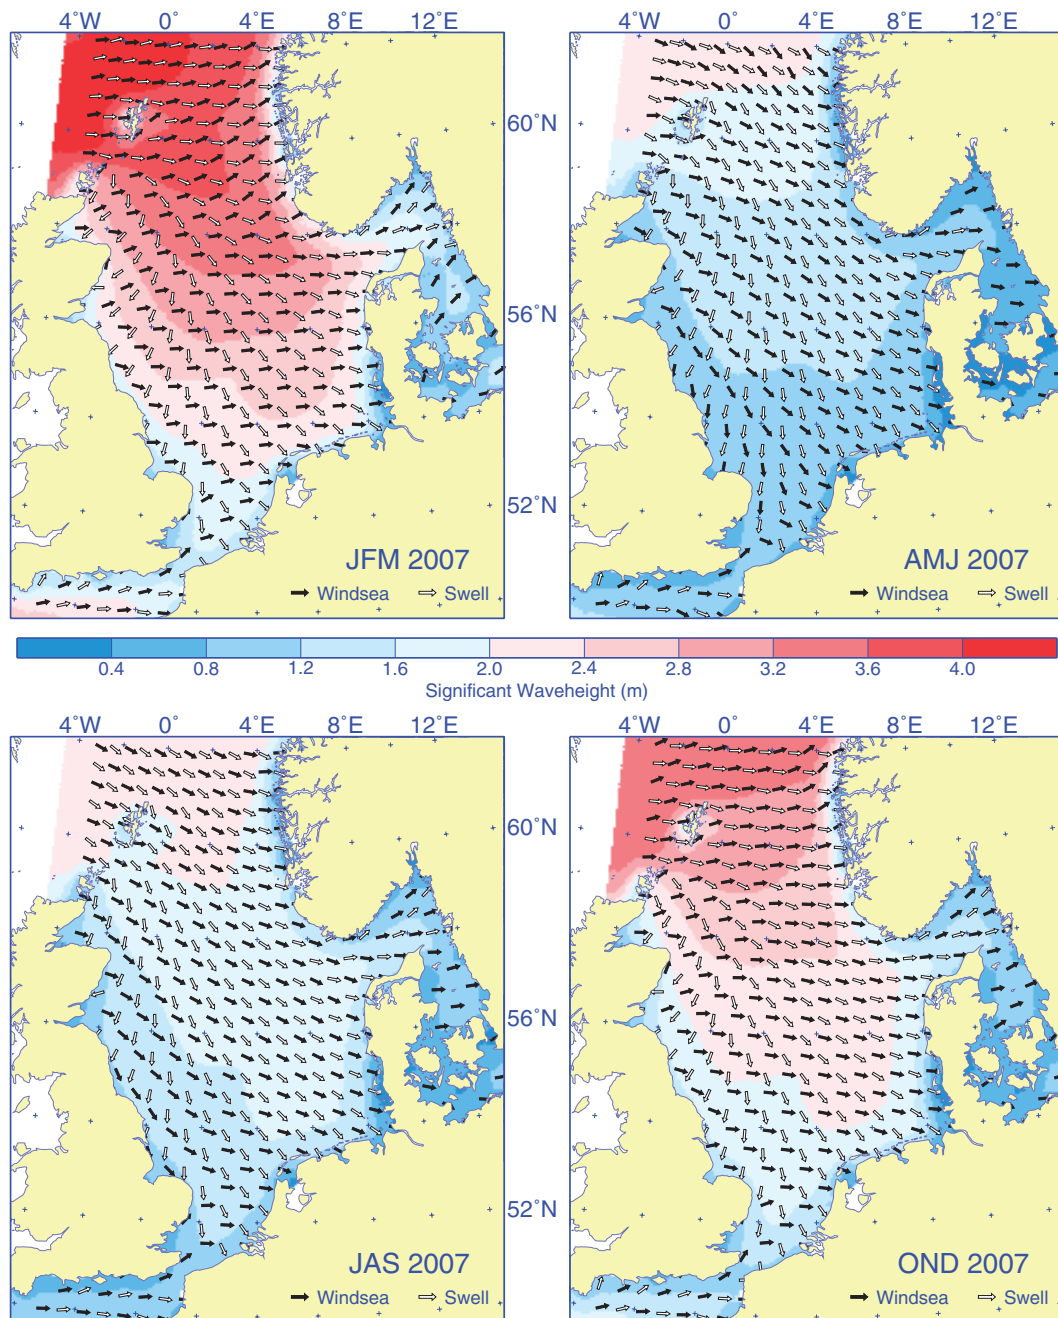 4°W 0° 4°E 8°E 12°E 4°W 0° 4°E 8°E 12°E
60°N
56°N
52°N
JFM 2007 AMJ 2007
Windsea Swell Windsea Swell
0.4 0.8 1.2 1.6 2.0 2.4 2.8 3.2 3.6 4.0
Significant Waveheight (m)
4°W 0° 4°E 8°E 12°E 4°W 0° 4°E 8°E 12°E
60°N
56°N
52°N
JAS 2007 OND 2007
Windsea Swell Windsea Swell